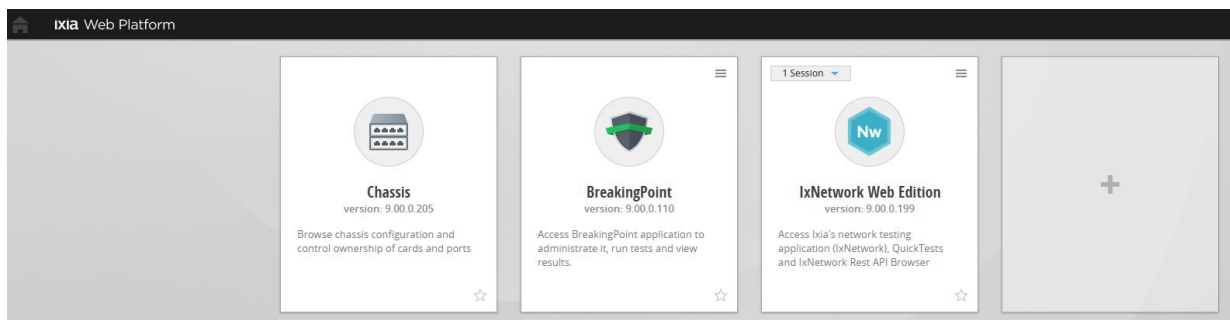 ixia Web Platform
Chassis
version: 9.00.0.205
Browse chassis configuration and
control ownership of cards and ports
BreakingPoint
version: 9.00.0.110
Access BreakingPoint application to
administrate it, run tests and view
results.
1 Session
Nw
IxNetwork Web Edition
version: 9.00.0.199
Access Ixia's network testing
application (IxNetwork), QuickTests
and IxNetwork Rest API Browser
+